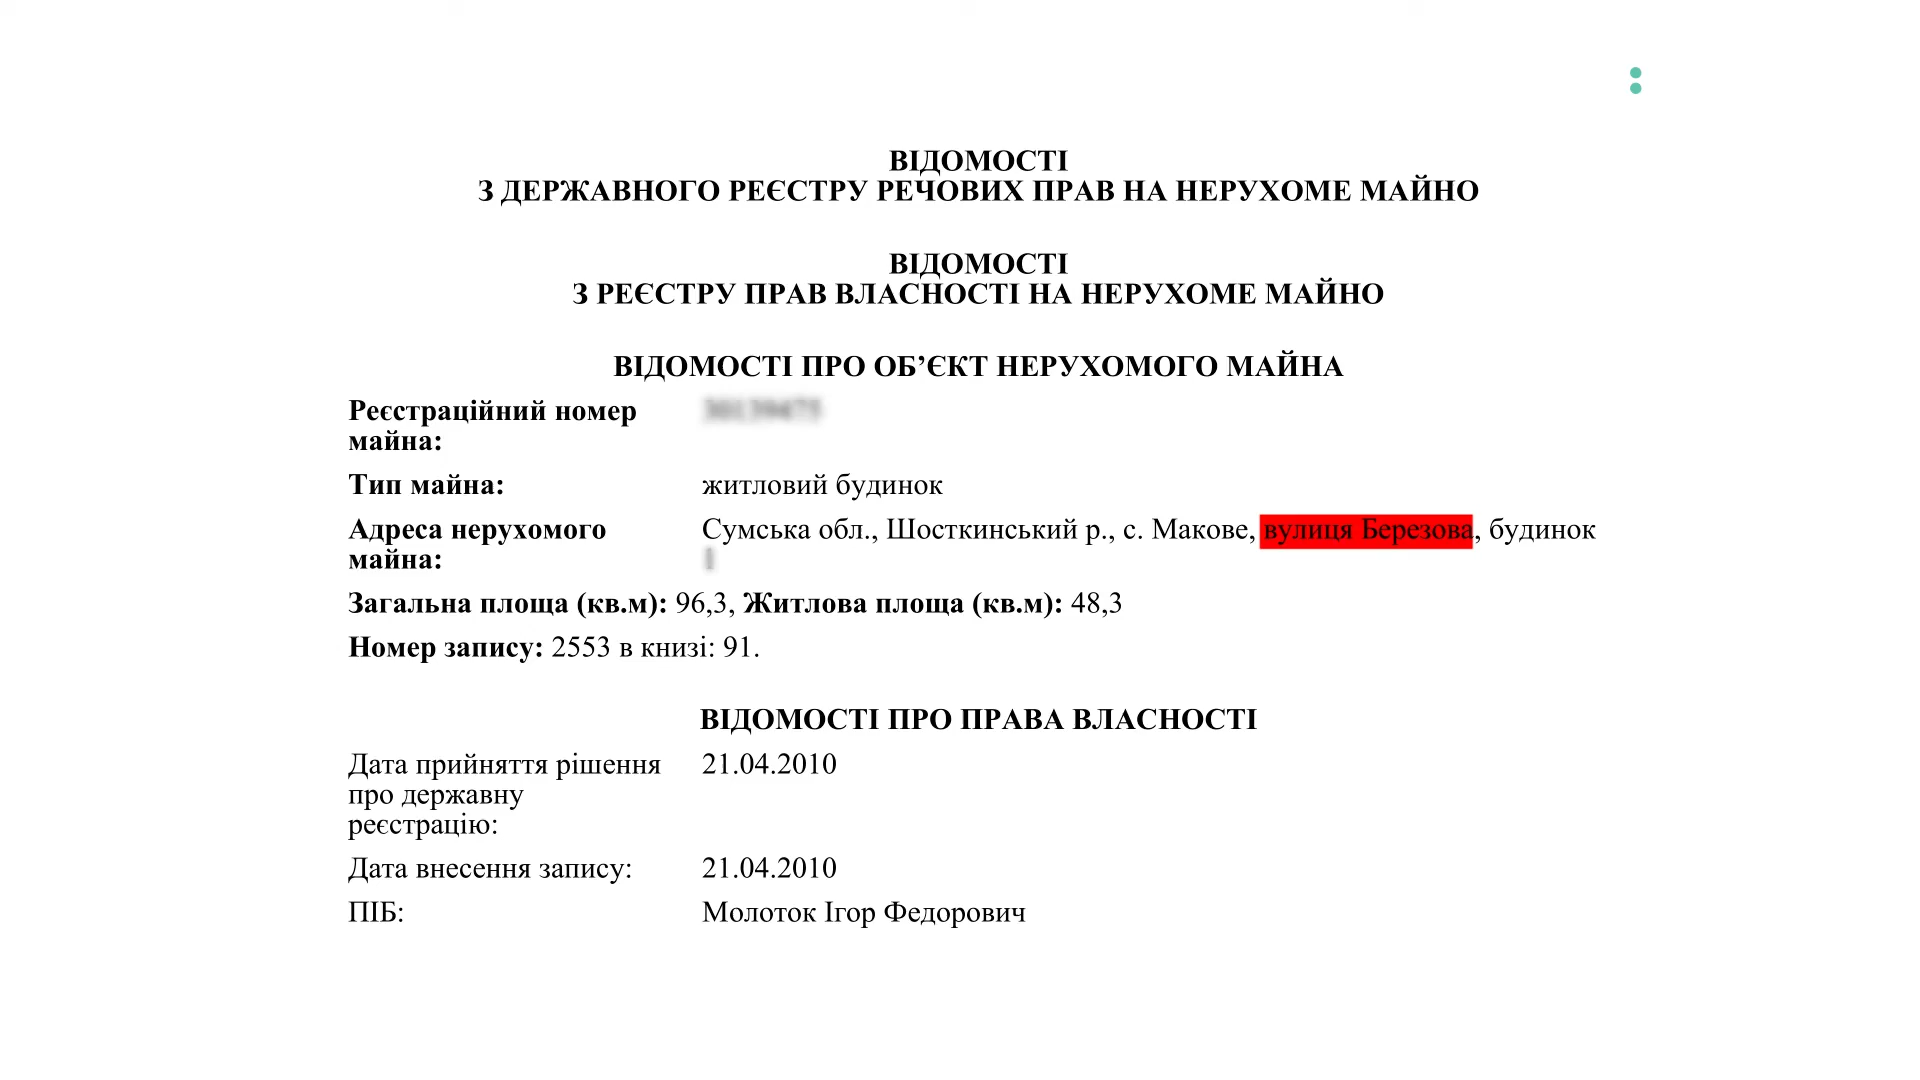 ВІДОМОСТІ
З ДЕРЖАВНОГО РЕЄСТРУ РЕЧОВИХ ПРАВ НА НЕРУХОМЕ МАЙНО
ВІДОМОСТІ
З РЕЄСТРУ ПРАВ ВЛАСНОСТІ НА НЕРУХОМЕ МАЙНО
ВІДОМОСТІ ПРО ОБ’ЄКТ НЕРУХОМОГО МАЙНА
Реєстраційний номер
майна:
Тип майна: житловий будинок
Адреса нерухомого Сумська обл., Шосткинський р., с. Макове, вулиця Березова, будинок
майна:
Загальна площа (кв.м): 96,3, Житлова площа (кв.м): 48,3
Номер запису: 2553 в книзі: 91.
ВІДОМОСТІ ПРО ПРАВА ВЛАСНОСТІ
Дата прийняття рішення 21.04.2010
про державну
реєстрацію:
Дата внесення запису: 21.04.2010
ПІБ: Молоток Ігор Федорович